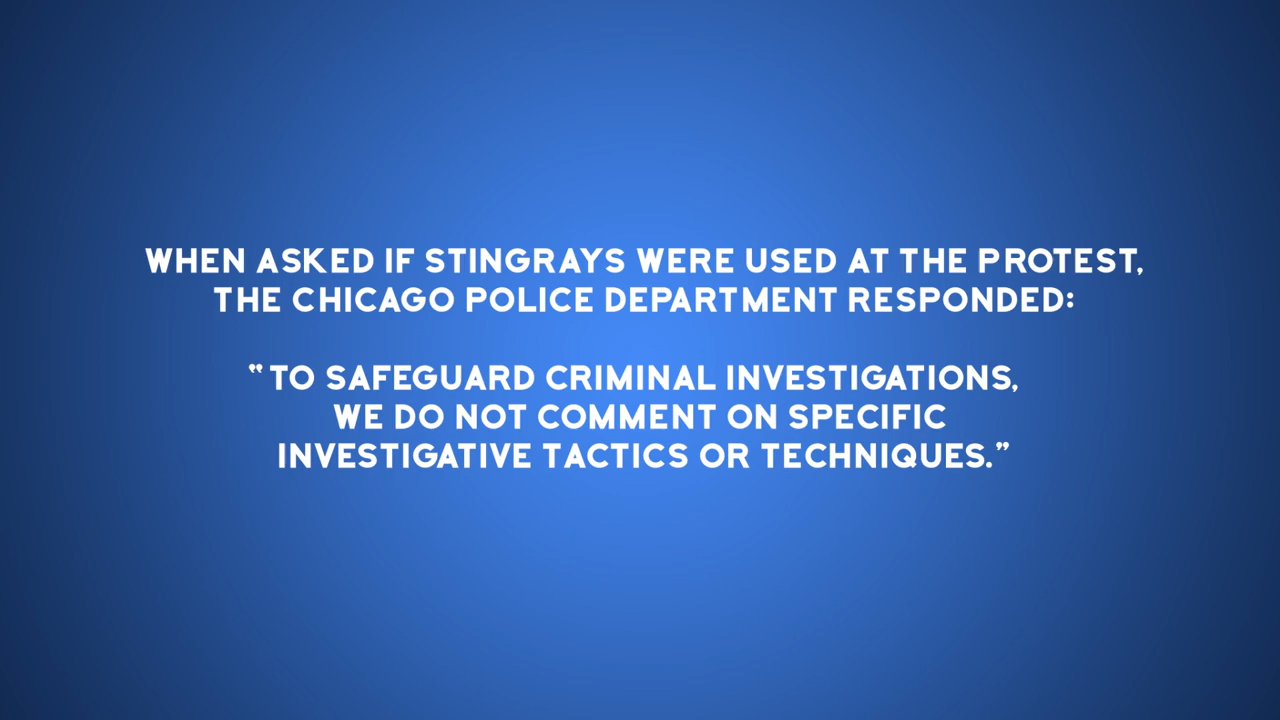 WHEN ASKED IF STINGRAYS WERE USED AT THE PROTEST,
THE CHICAGO POLICE DEPARTMENT RESPONDED:
“TO SAFEGUARD CRIMINAL INVESTIGATIONS,
WE DO NOT COMMENT ON SPECIFIC
INVESTIGATIVE TACTICS OR TECHNIQUES.”